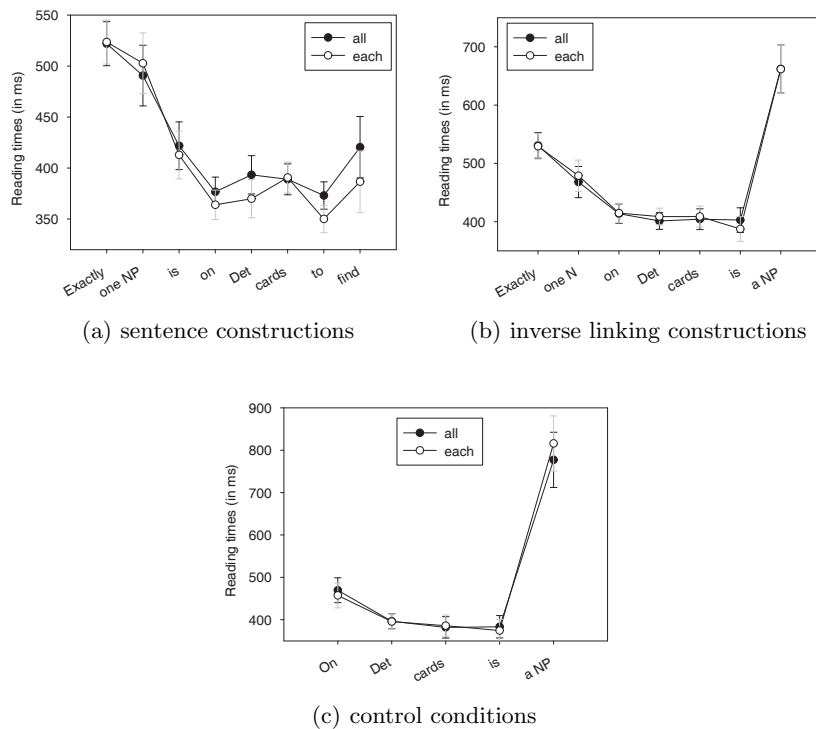 550
500
450
400
350
Reading times (in ms)
all
each
Exactly
one NP
is
on
Det
cards
to
find
(a) sentence constructions
700
600
500
400
Reading times (in ms)
all
each
Exactly
one N
on
Det
cards
is
a NP
(b) inverse linking constructions
900
800
700
500
400
Reading times (in ms)
all
each
On
Det
cards
is
a NP
(c) control conditions